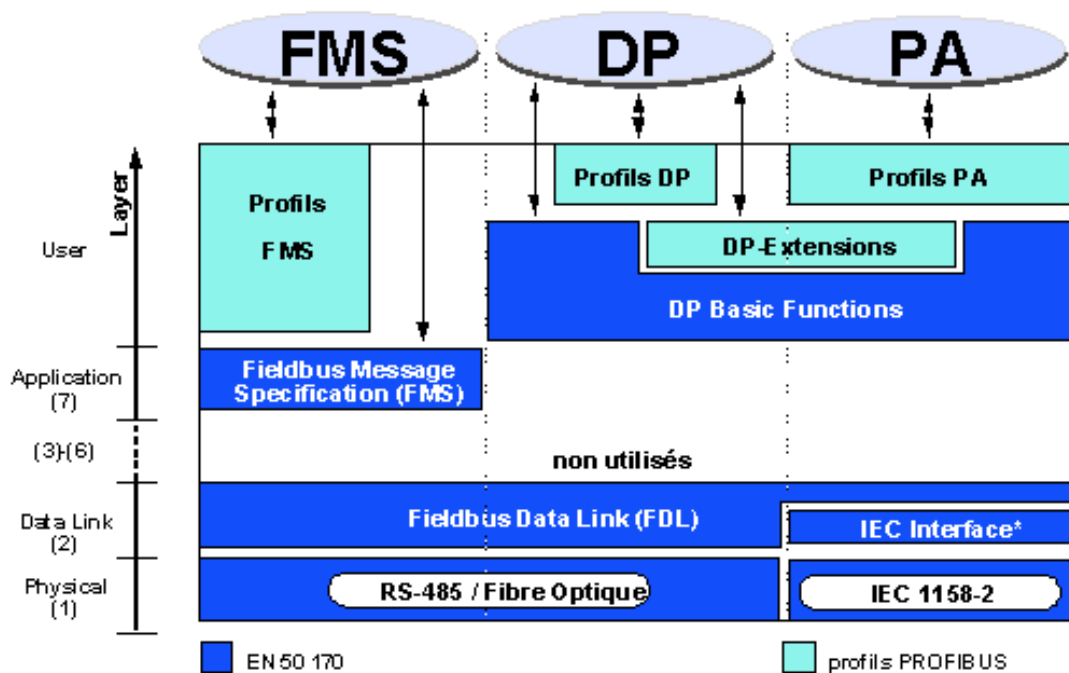 FMS
DP
PA
Layer
Profils
FMS
Profils DP
Profils PA
User
DP-Extensions
DP Basic Functions
Application
(7)
Fieldbus Message
Specification (FMS)
(3)-(6)
non utilisés
Data Link
(2)
Fieldbus Data Link (FDL)
IEC Interface*
Physical
(1)
RS-485 / Fibre Optique
IEC 1158-2
EN 50 170
profils PROFIBUS